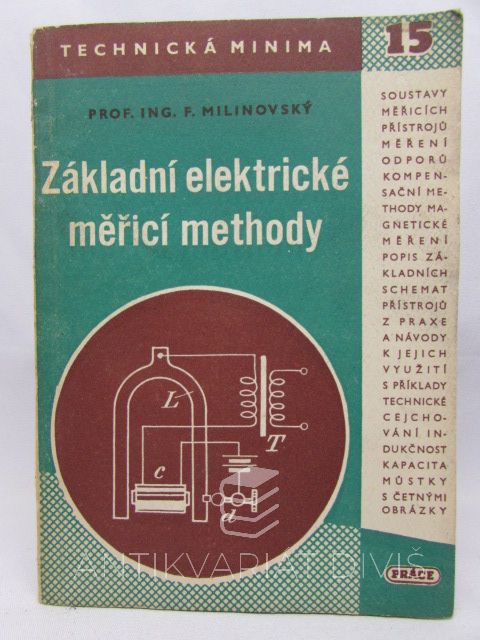 TECHNICKÁ MINIMA
15
PROF. ING. F. MILINOVSKÝ
Základní elektrické
měřicí methody
SOUSTAVY
MĚŘICÍCH
PŘÍSTROJŮ
MĚŘENÍ
ODPORŮ
KOMPEN-
SAČNÍ ME-
THODY MA-
GNETICKÉ
MĚŘENÍ
POPIS ZÁ-
KLADNÍCH
SCHEMAT
PŘÍSTROJŮ
Z PRAXE
A NÁVODY
K JEJICH
VYUŽITÍ
S PŘÍKLADY
TECHNICKÉ
CEJCHO-
VÁNÍ IN-
DUKČNOST
KAPACITA
MŮSTKY
S ČETNÝMI
OBRÁZKY
L
T
c
d
ANTIKVARIÁT DIVIŠ
PRÁCE